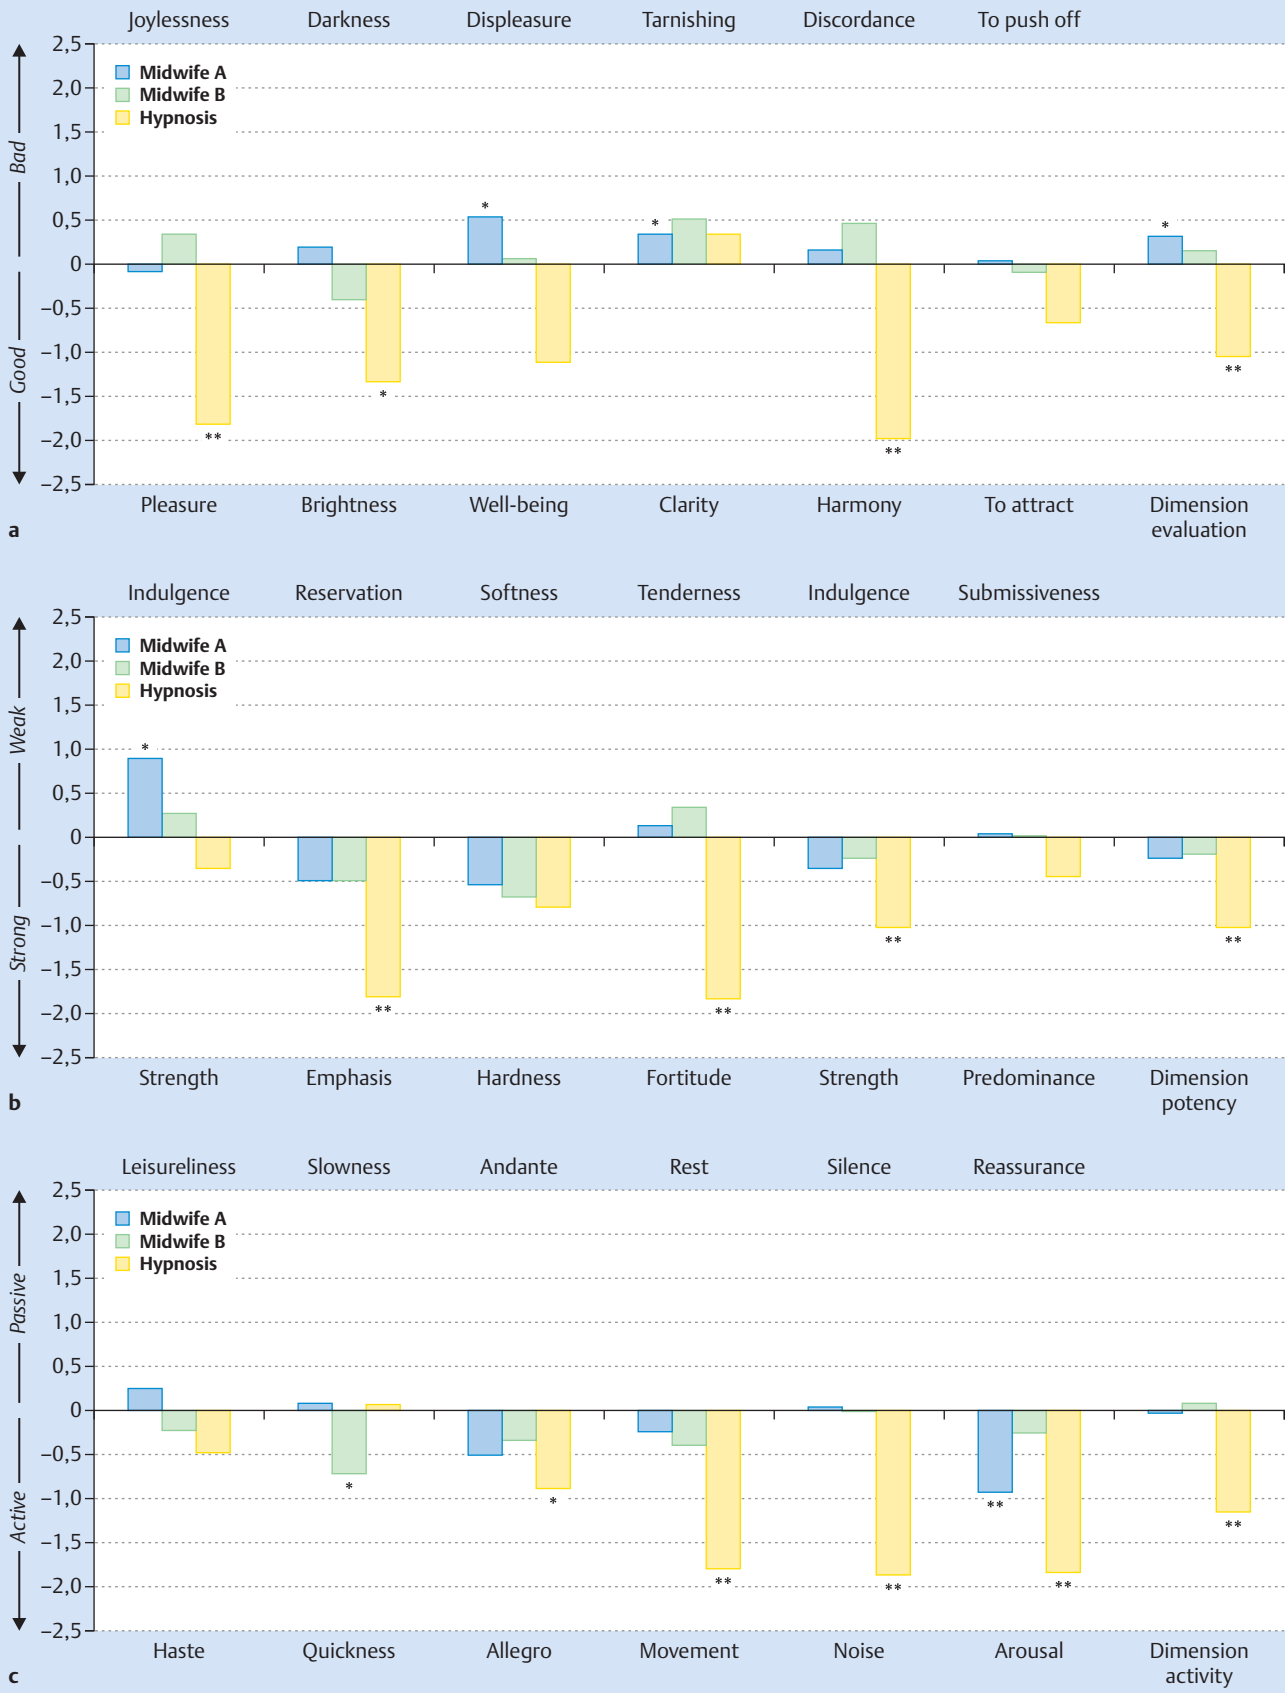 Joylessness Darkness Displeasure Tarnishing Discordance To push off
2,5
2,0
1,5
1,0
0,5
0
–0,5
–1,0
–1,5
–2,0
–2,5
Bad
Good
Midwife A
Midwife B
Hypnosis
* * *
*
** * ** **
Pleasure Brightness Well-being Clarity Harmony To attract Dimension
evaluation
a
Indulgence Reservation Softness Tenderness Indulgence Submissiveness
2,5
2,0
1,5
1,0
0,5
0
–0,5
–1,0
–1,5
–2,0
–2,5
Weak
Strong
Midwife A
Midwife B
Hypnosis
*
** ** ** **
Strength Emphasis Hardness Fortitude Strength Predominance Dimension
potency
b
Leisureliness Slowness Andante Rest Silence Reassurance
2,5
2,0
1,5
1,0
0,5
0
–0,5
–1,0
–1,5
–2,0
–2,5
Passive
Active
Midwife A
Midwife B
Hypnosis
* * ** ** ** ** **
Haste Quickness Allegro Movement Noise Arousal Dimension
activity
c